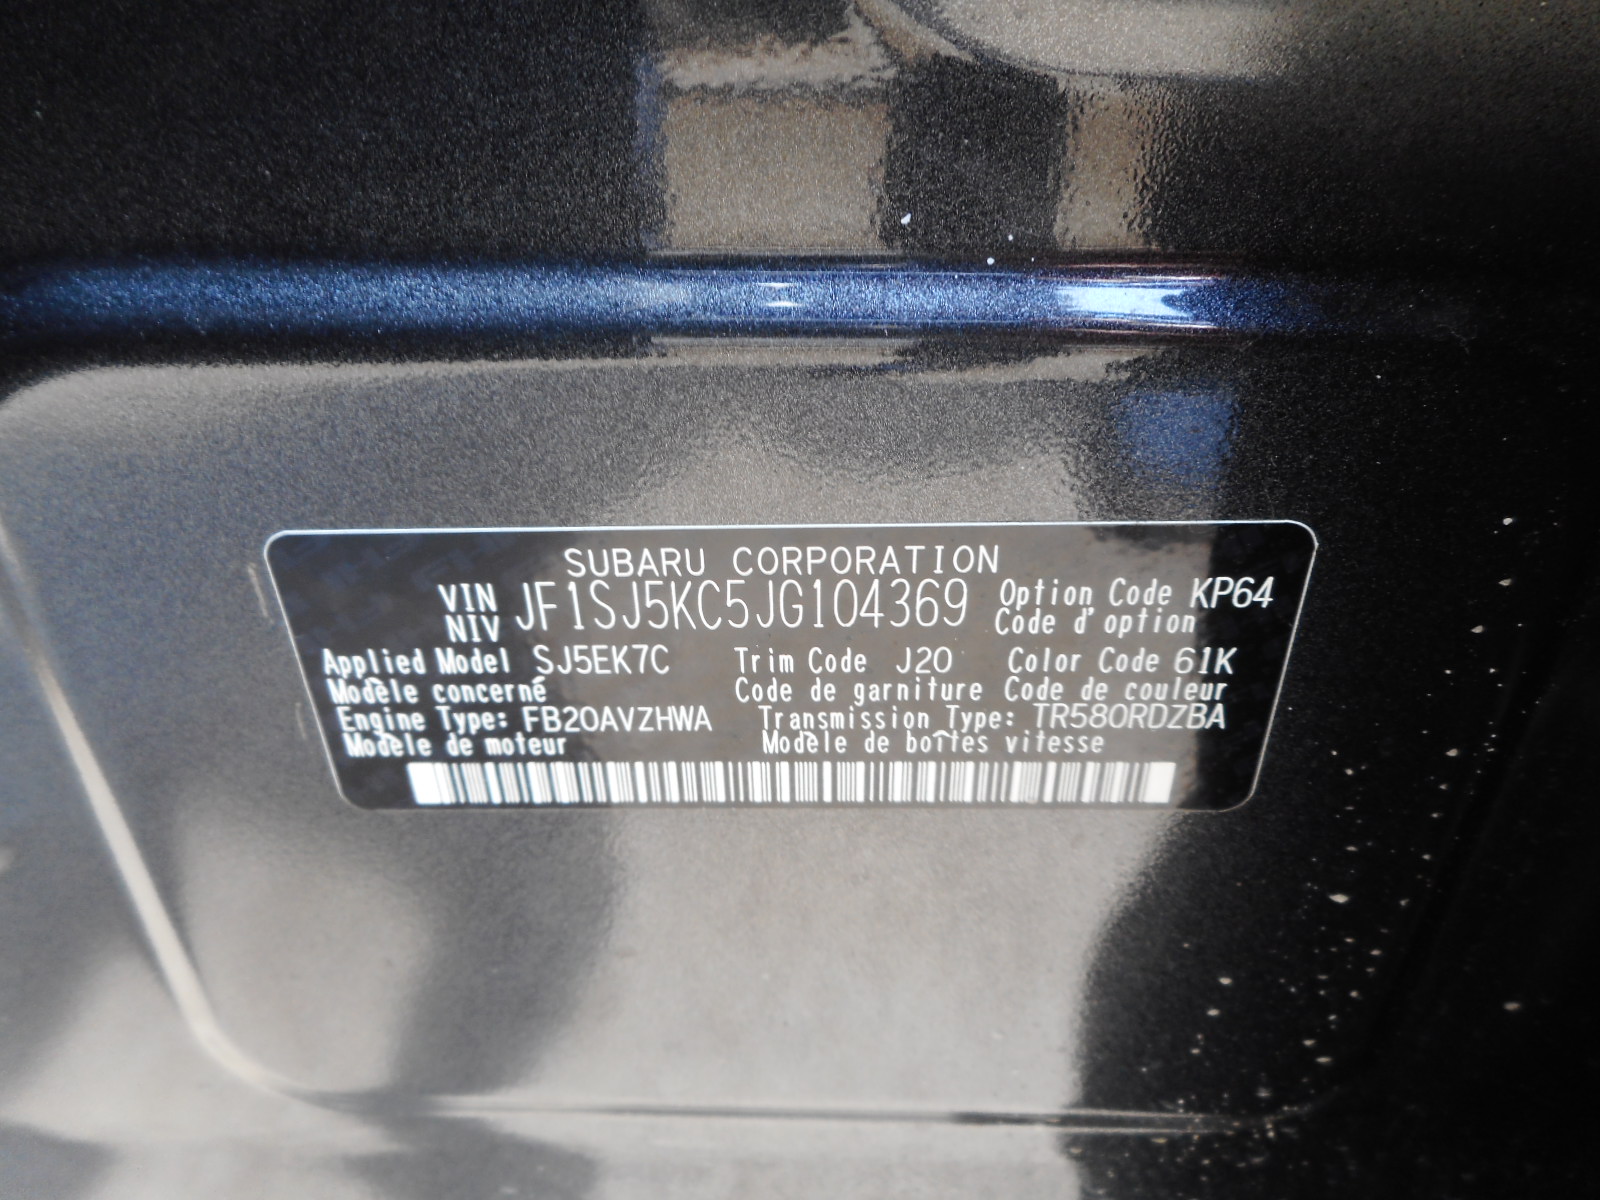 SUBARU CORPORATION
VIN JF1SJ5KC5JG104369 Option Code KP64
NIV Code d'option
Applied Model SJ5EK7C Trim Code J20 Color Code 61K
Modèle concerné Code de garniture Code de couleur
Engine Type: FB20AVZHWA Transmission Type: TR580RDZBA
Modèle de moteur Modèle de boîtes vitesse